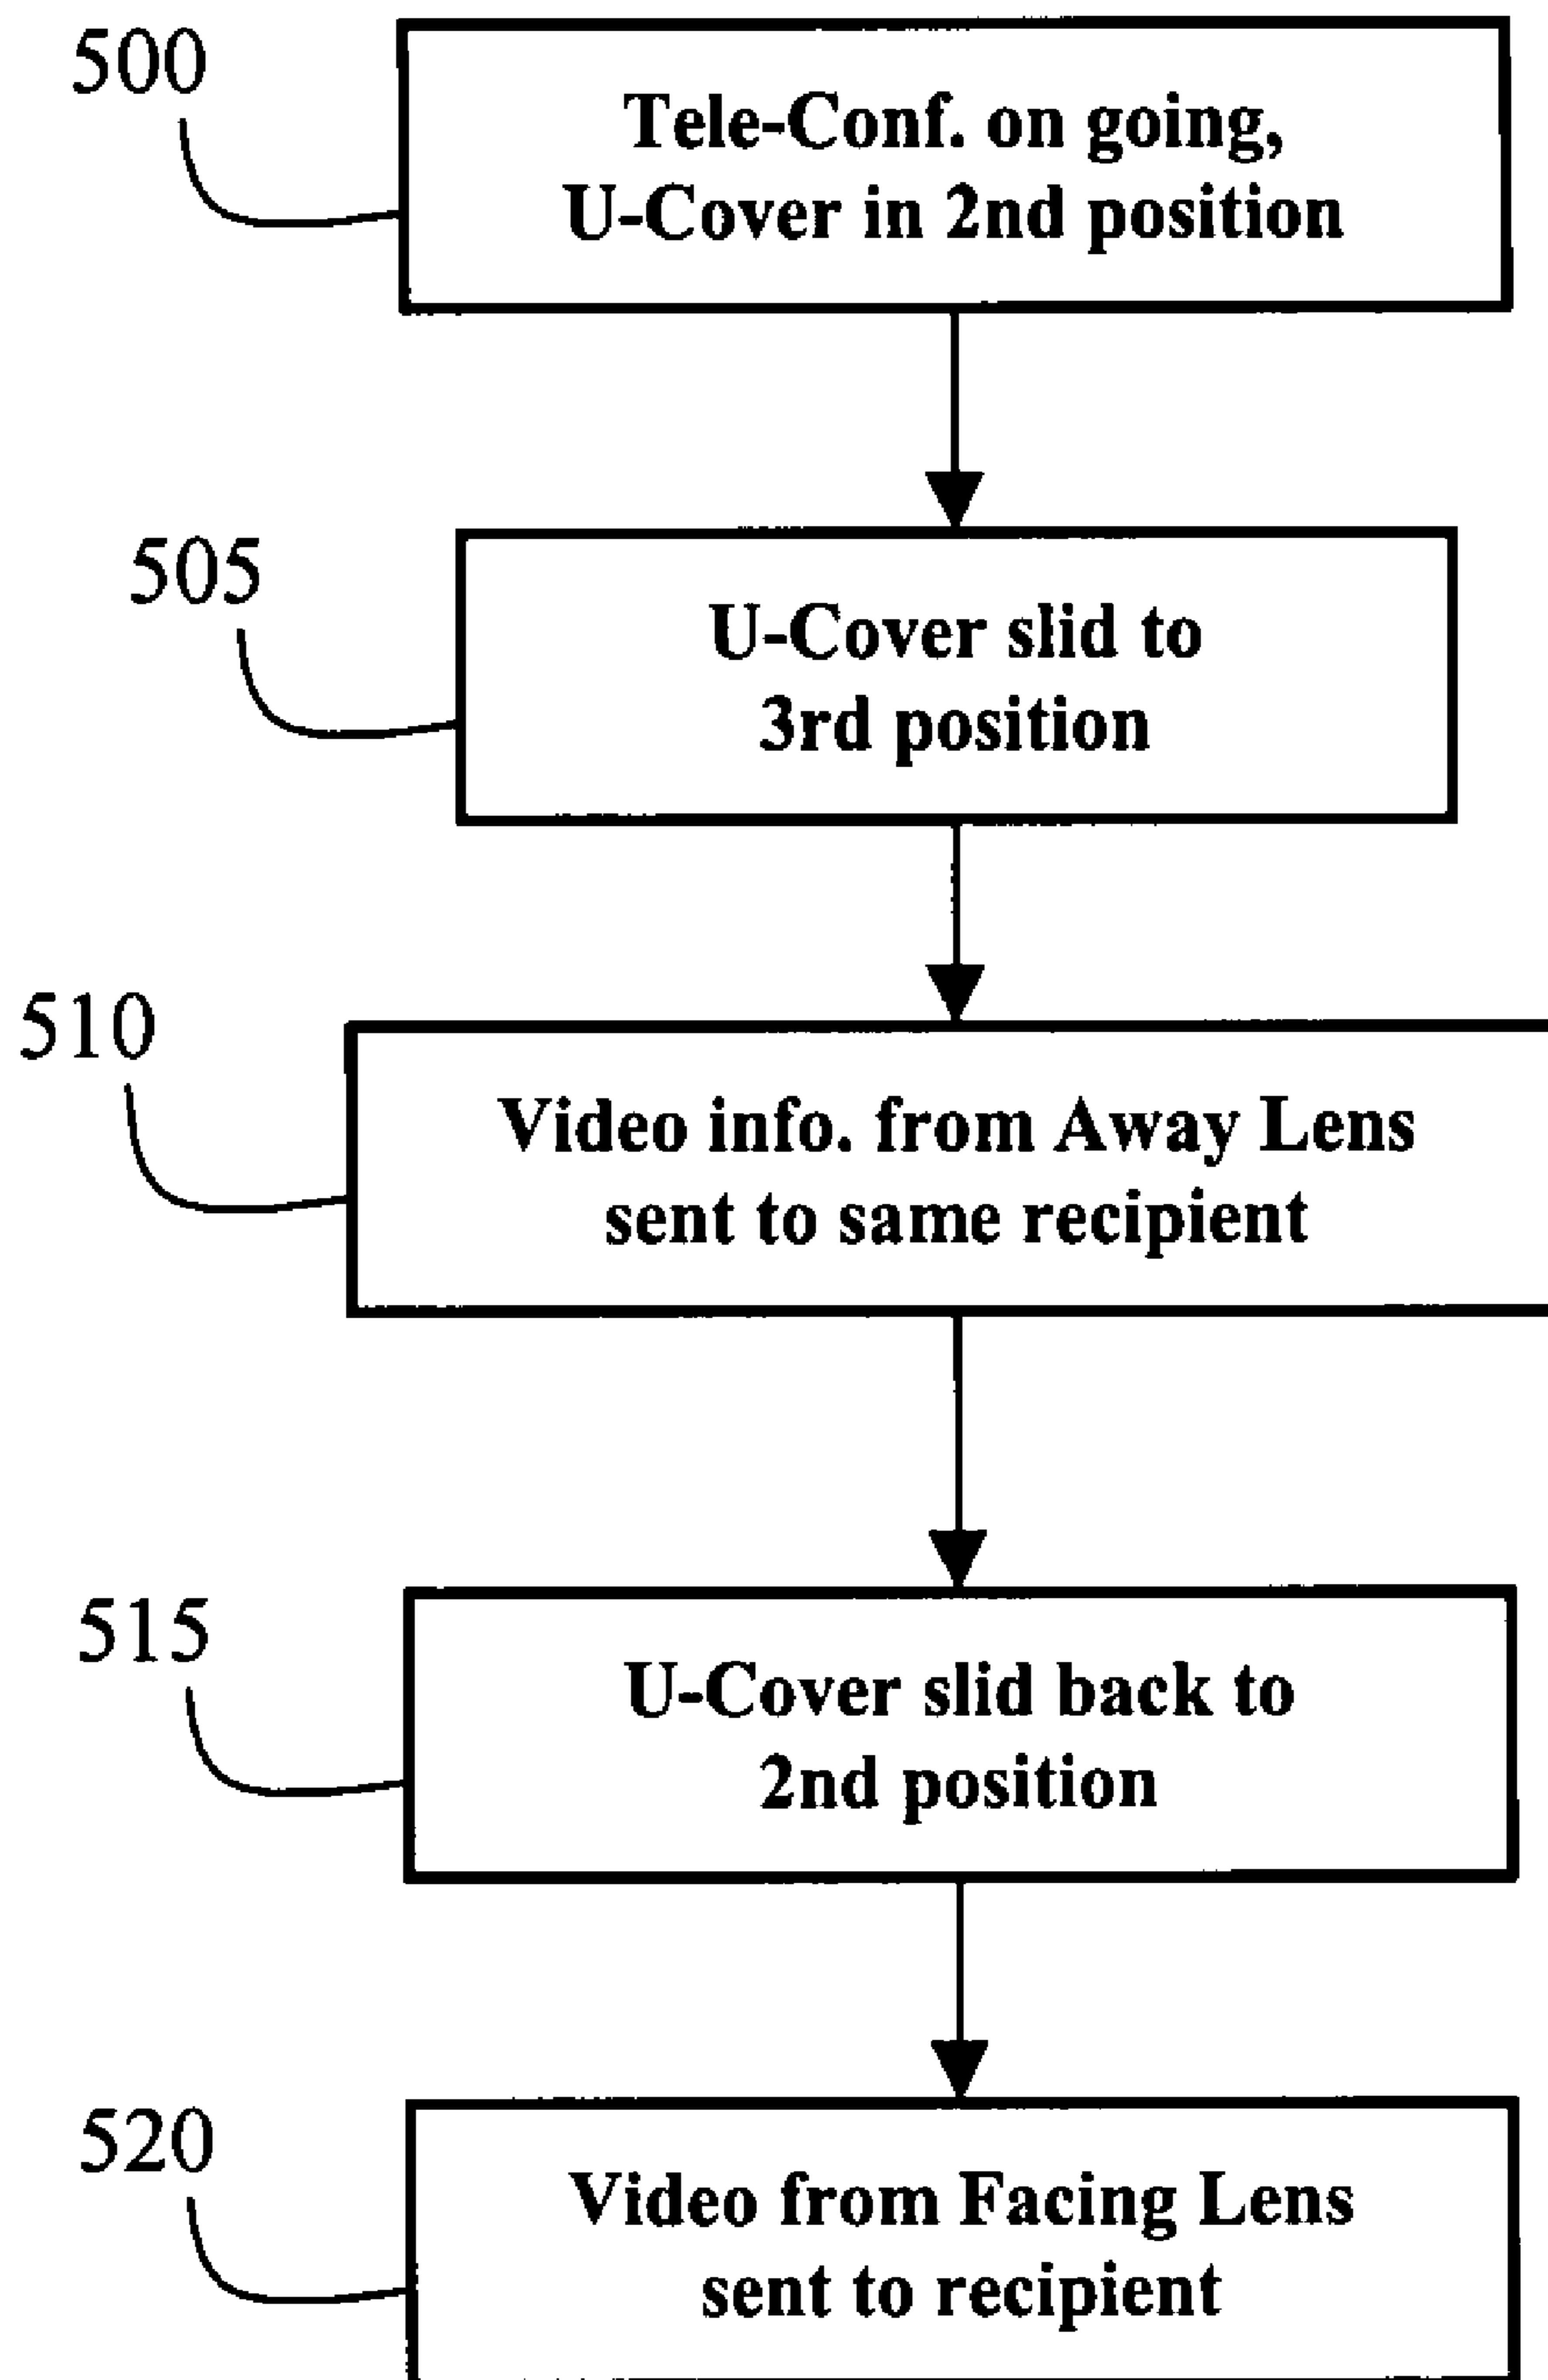 500
Tele-Conf. on going,
U-Cover in 2nd position
505
U-Cover slid to
3rd position
510
Video info. from Away Lens
sent to same recipient
515
U-Cover slid back to
2nd position
520
Video from Facing Lens
sent to recipient